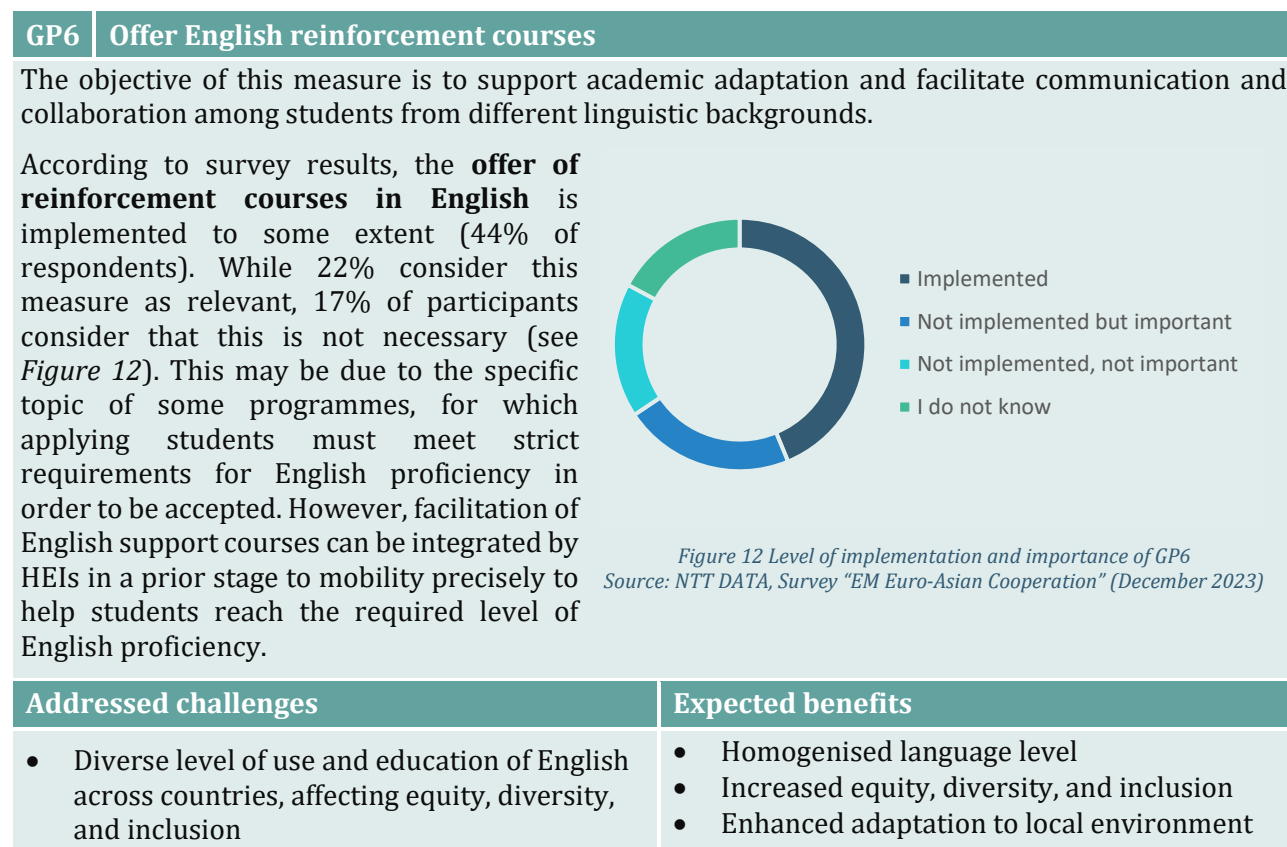 GP6 Offer English reinforcement courses
The objective of this measure is to support academic adaptation and facilitate communication and
collaboration among students from different linguistic backgrounds.
According to survey results, the offer of
reinforcement courses in English is
implemented to some extent (44% of
respondents). While 22% consider this
measure as relevant, 17% of participants
consider that this is not necessary (see
Figure 12). This may be due to the specific
topic of some programmes, for which
applying students must meet strict
requirements for English proficiency in
order to be accepted. However, facilitation of
English support courses can be integrated by
HEIs in a prior stage to mobility precisely to
help students reach the required level of
English proficiency.
Implemented
Not implemented but important
Not implemented, not important
I do not know
Figure 12 Level of implementation and importance of GP6
Source: NTT DATA, Survey “EM Euro-Asian Cooperation” (December 2023)
Addressed challenges
• Diverse level of use and education of English
across countries, affecting equity, diversity,
and inclusion
Expected benefits
• Homogenised language level
• Increased equity, diversity, and inclusion
• Enhanced adaptation to local environment